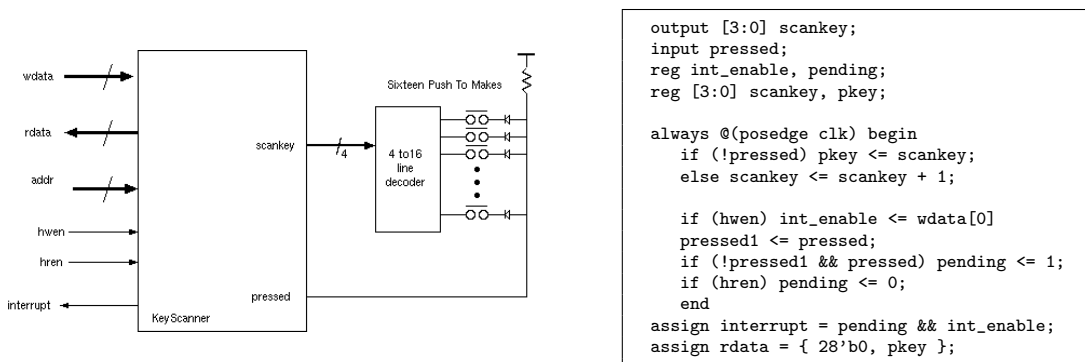 wdata
rdata
addr
hwen
hren
interrupt
KeyScanner
scankey
pressed
4
4 to16
line
decoder
Sixteen Push To Makes
output [3:0] scankey;
input pressed;
reg int_enable, pending;
reg [3:0] scankey, pkey;
always @(posedge clk) begin
if (!pressed) pkey <= scankey;
else scankey <= scankey + 1;
if (hwen) int_enable <= wdata[0]
pressed1 <= pressed;
if (!pressed1 && pressed) pending <= 1;
if (hren) pending <= 0;
end
assign interrupt = pending && int_enable;
assign rdata = { 28'b0, pkey };